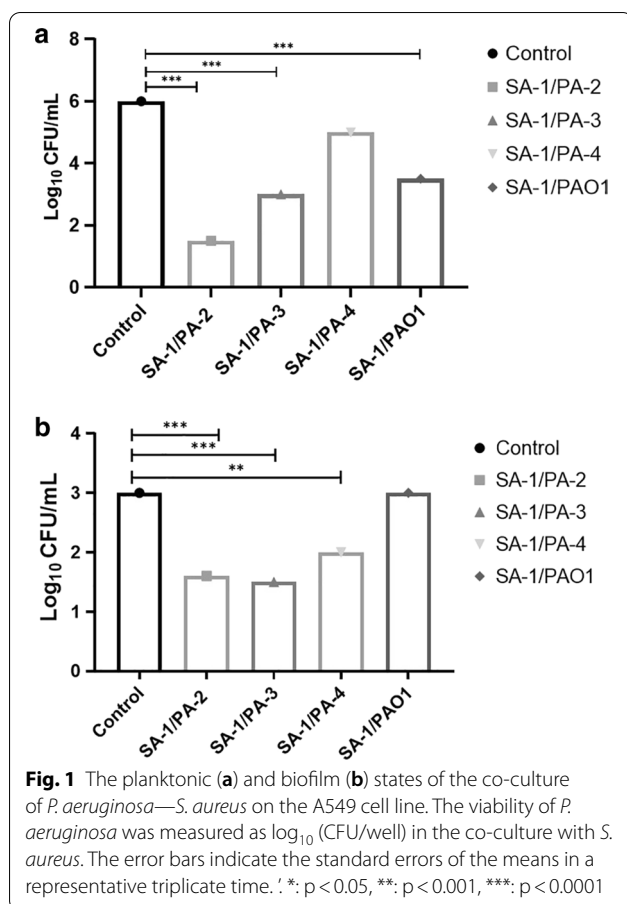 a
***
***
***
Log₁₀ CFU/mL
8
6
4
2
0
Control
SA-1/PA-2
SA-1/PA-3
SA-1/PA-4
SA-1/PAO1
Control
SA-1/PA-2
SA-1/PA-3
SA-1/PA-4
SA-1/PAO1
b
***
***
**
Log₁₀ CFU/mL
4
3
2
1
0
Control
SA-1/PA-2
SA-1/PA-3
SA-1/PA-4
SA-1/PAO1
Control
SA-1/PA-2
SA-1/PA-3
SA-1/PA-4
SA-1/PAO1
Fig. 1 The planktonic (a) and biofilm (b) states of the co-culture
of P. aeruginosa—S. aureus on the A549 cell line. The viability of P.
aeruginosa was measured as log₁₀ (CFU/well) in the co-culture with S.
aureus. The error bars indicate the standard errors of the means in a
representative triplicate time. ‘. *: p < 0.05, **: p < 0.001, ***: p < 0.0001